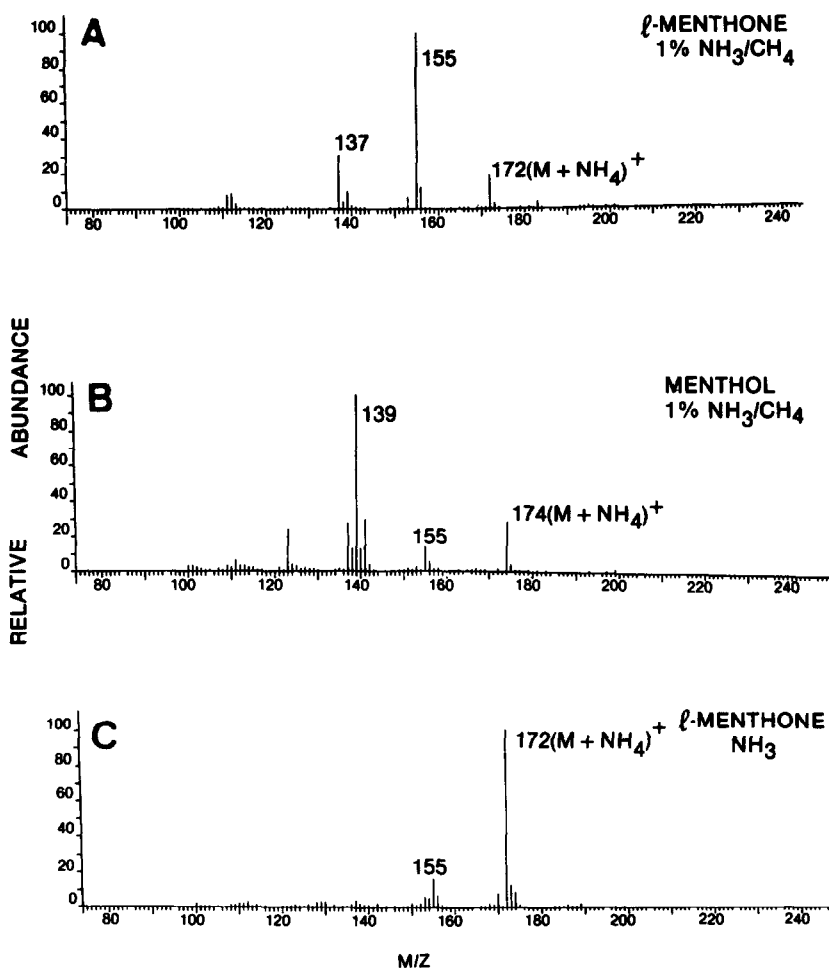 A
ℓ-MENTHONE
1% NH₃/CH₄
100
80
60
40
20
0
155
137
172(M + NH₄)⁺
80 100 120 140 160 180 200 220 240
B
MENTHOL
1% NH₃/CH₄
100
80
60
40
20
0
139
155
174(M + NH₄)⁺
80 100 120 140 160 180 200 220 240
C
ℓ-MENTHONE
NH₃
100
80
60
40
20
0
172(M + NH₄)⁺
155
80 100 120 140 160 180 200 220 240
M/Z
RELATIVE ABUNDANCE